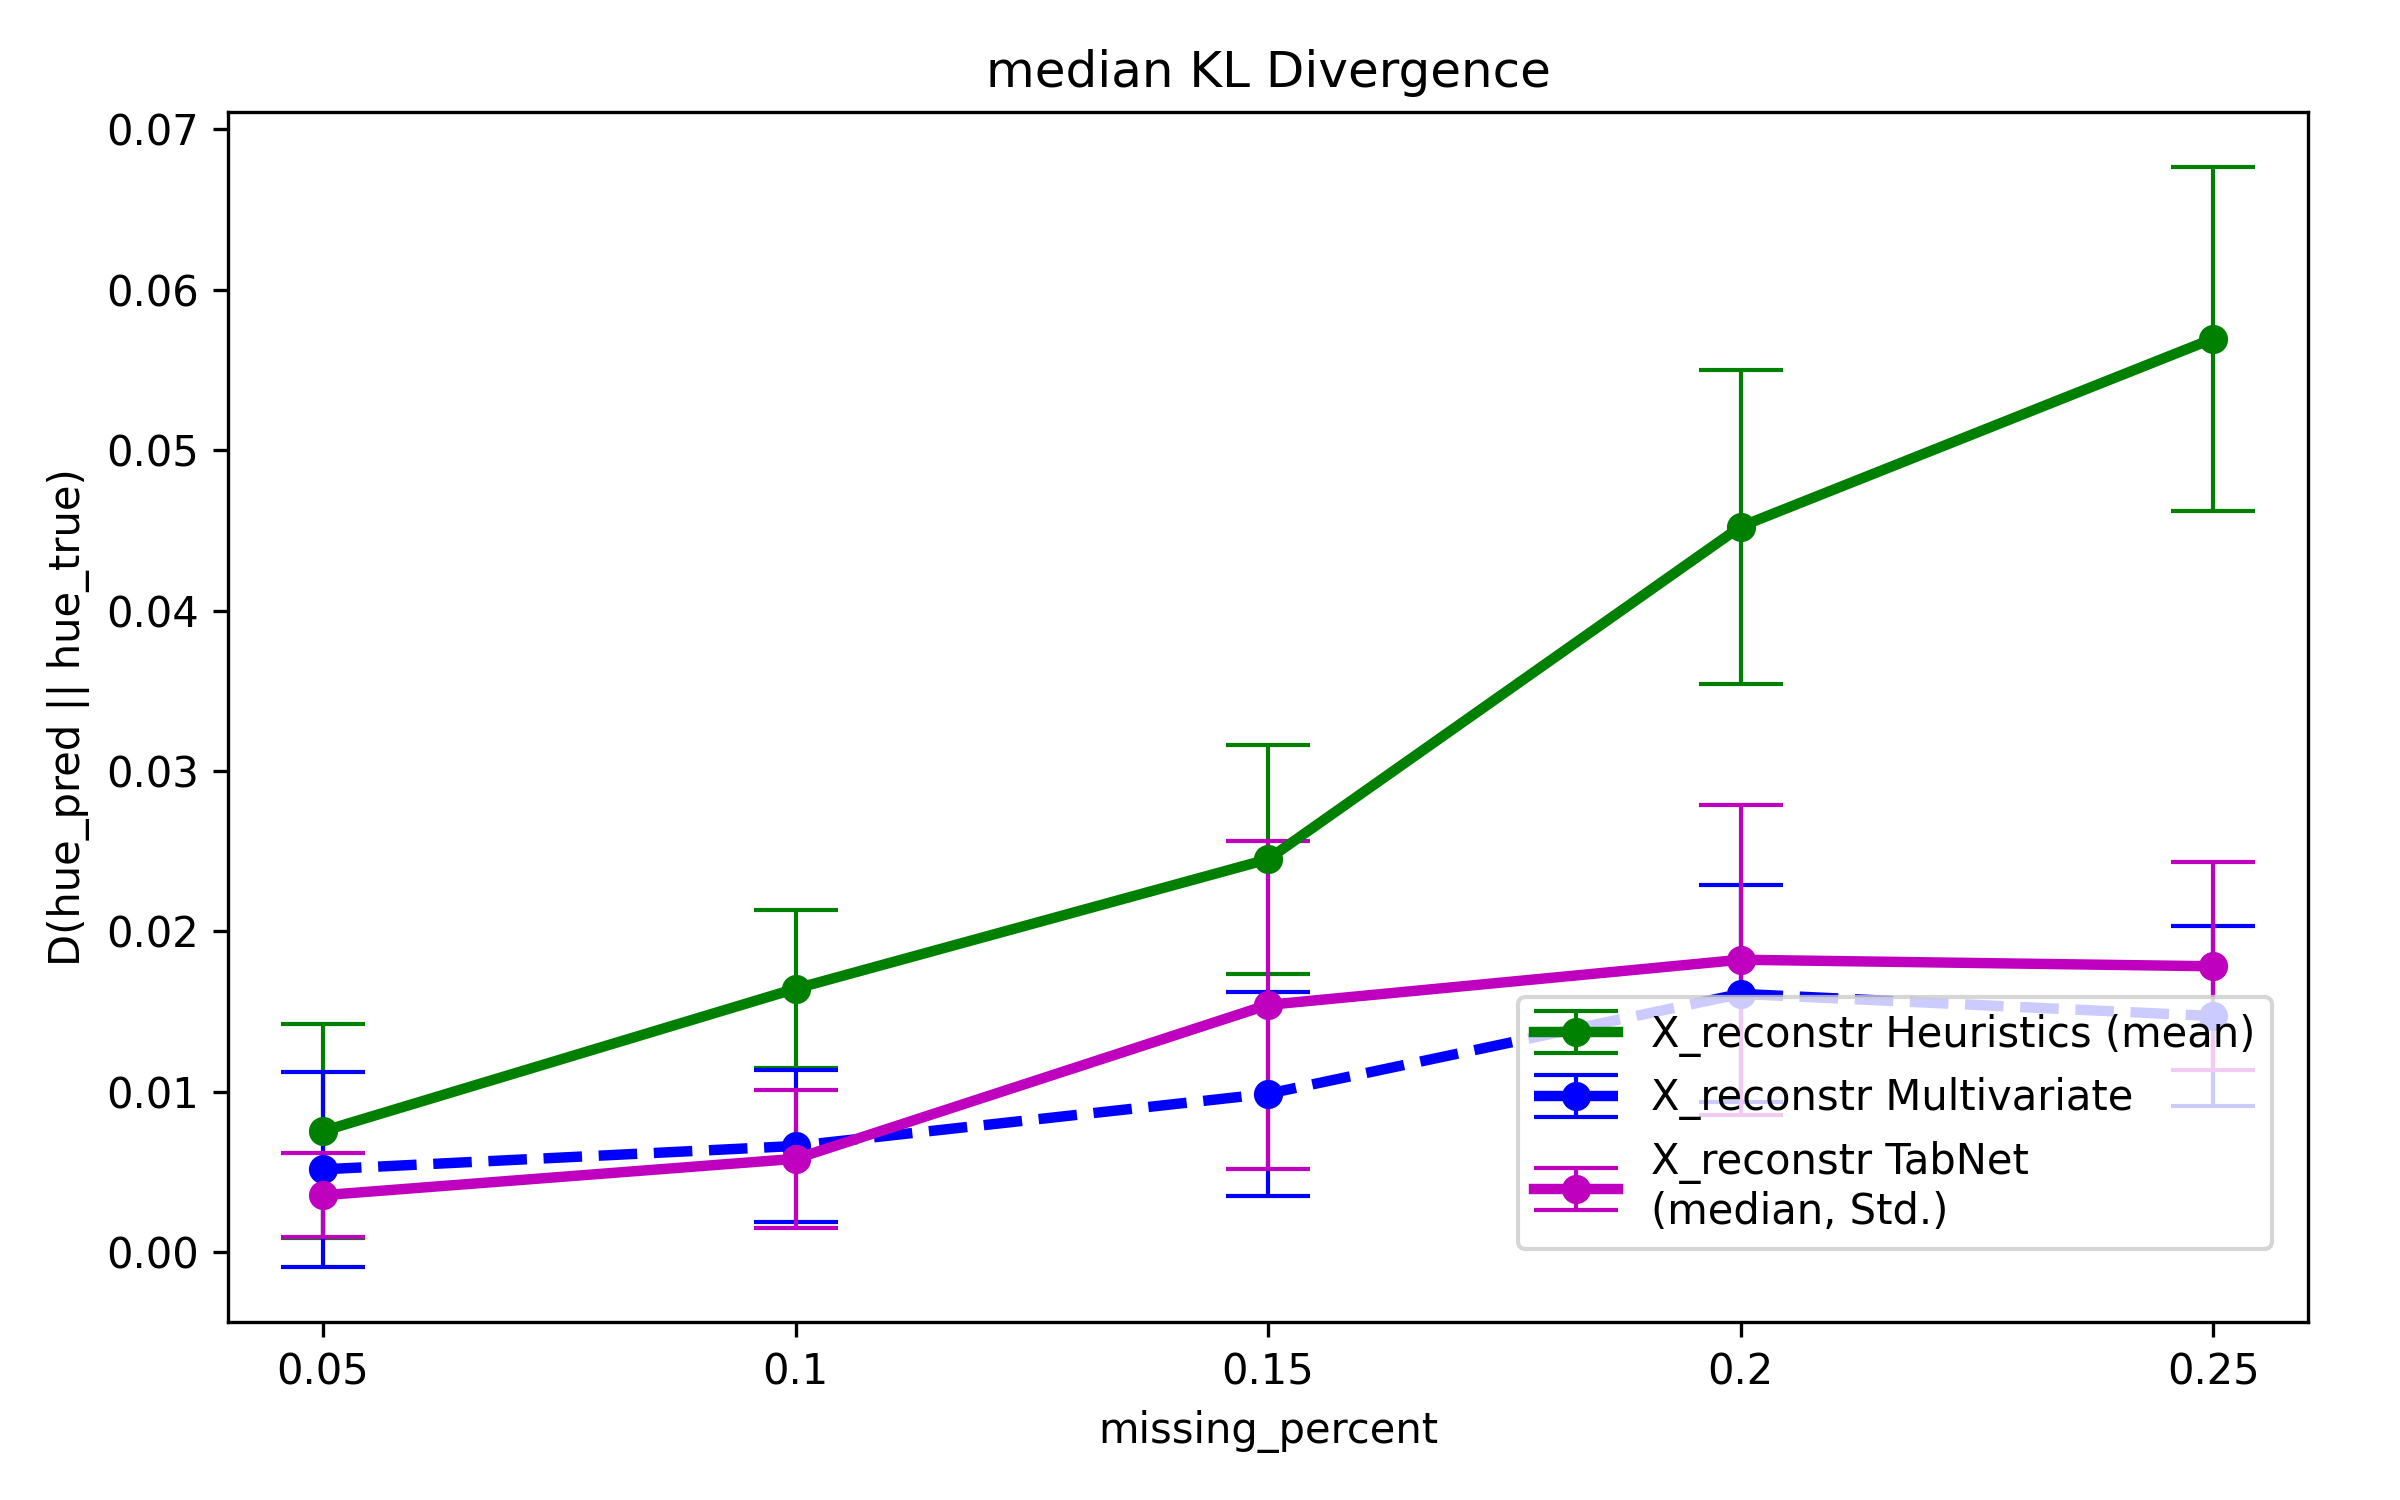 median KL Divergence
0.07
0.06
0.05
0.04
0.03
0.02
0.01
0.00
D(hue_pred || hue_true)
X_reconstr Heuristics (mean)
X_reconstr Multivariate
X_reconstr TabNet
(median, Std.)
0.05 0.1 0.15 0.2 0.25
missing_percent